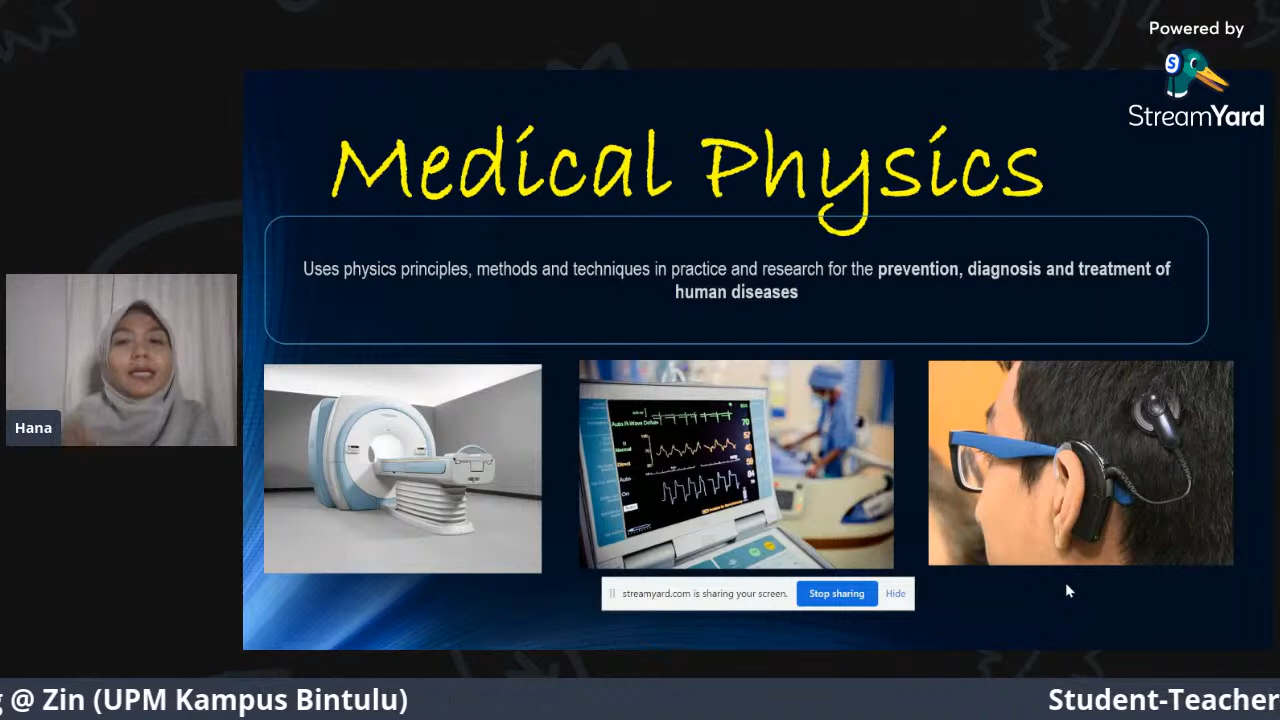 Powered by
StreamYard
Medical Physics
Uses physics principles, methods and techniques in practice and research for the prevention, diagnosis and treatment of
human diseases
Hana
streamyard.com is sharing your screen.
Stop sharing
Hide
@ Zin (UPM Kampus Bintulu)
Student-Teacher